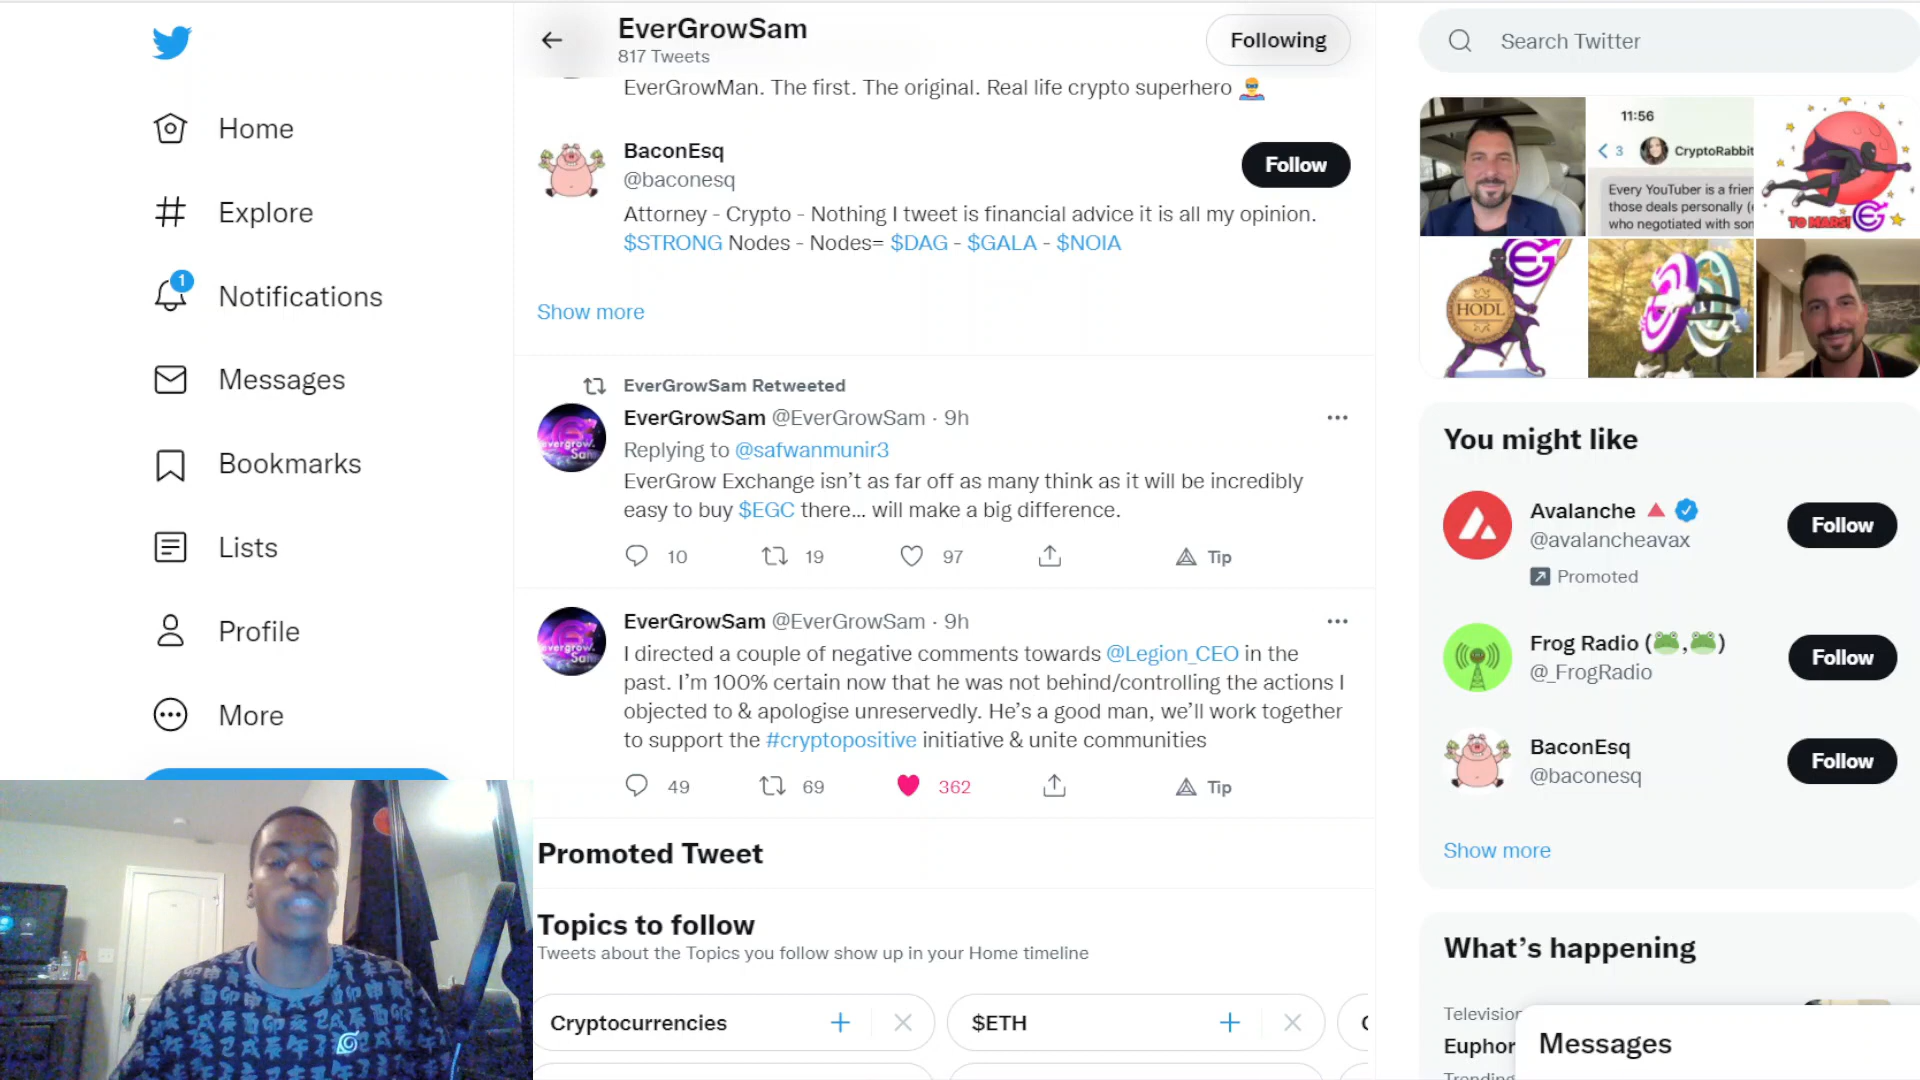 EverGrowSam
817 Tweets
Following
Search Twitter
Home
Explore
1
Notifications
Messages
Bookmarks
Lists
Profile
More
EverGrowMan. The first. The original. Real life crypto superhero
BaconEsq
@baconesq
Follow
Attorney - Crypto - Nothing I tweet is financial advice it is all my opinion.
$STRONG Nodes - Nodes= $DAG - $GALA - $NOIA
Show more
EverGrowSam Retweeted
EverGrowSam @EverGrowSam · 9h
Replying to @safwanmunir3
EverGrow Exchange isn’t as far off as many think as it will be incredibly
easy to buy $EGC there... will make a big difference.
10 19 97 Tip
EverGrowSam @EverGrowSam · 9h
I directed a couple of negative comments towards @Legion_CEO in the
past. I’m 100% certain now that he was not behind/controlling the actions I
objected to & apologise unreservedly. He’s a good man, we’ll work together
to support the #cryptopositive initiative & unite communities
49 69 362 Tip
Promoted Tweet
Topics to follow
Tweets about the Topics you follow show up in your Home timeline
Cryptocurrencies
$ETH
11:56
3 CryptoRabbit
Every YouTuber is a frien
those deals personally (
who negotiated with som
TO MARS!
HODL
You might like
Avalanche
@avalancheavax
Promoted
Follow
Frog Radio (🐸,🐸)
@_FrogRadio
Follow
BaconEsq
@baconesq
Follow
Show more
What’s happening
Television
Euphor
Trending
Messages